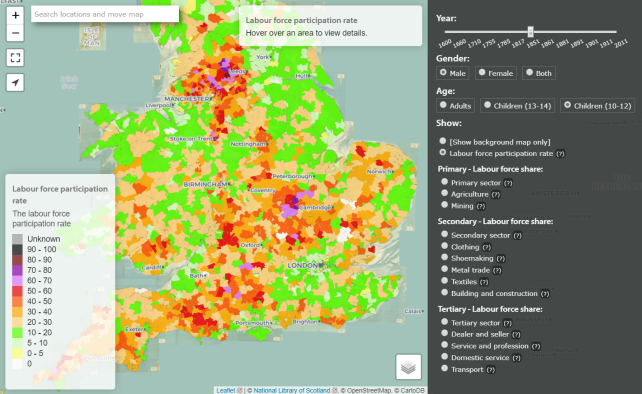 +
−
Search locations and move map
Labour force participation rate
Hover over an area to view details.
ISLE OF MAN
York
Leeds
Hull
MANCHESTER
Liverpool
Stoke on Trent
Nottingham
Norwich
Peterborough
BIRMINGHAM
Coventry
Cambridge
Oxford
Cardiff
LONDON
Bath
Portsmouth
Brighton
Exeter
Calais
Labour force participation
rate
The labour force
participation rate
Unknown
90 - 100
80 - 90
70 - 80
60 - 70
50 - 60
40 - 50
30 - 40
20 - 30
10 - 20
5 - 10
0 - 5
0
Leaflet | © National Library of Scotland, © OpenStreetMap, © CartoDB
Year:
1600 1660 1710 1755 1785 1817 1851 1861 1881 1891 1901 1911 2011
Gender:
Male Female Both
Age:
Adults Children (13-14) Children (10-12)
Show:
[Show background map only]
Labour force participation rate (?)
Primary - Labour force share:
Primary sector (?)
Agriculture (?)
Mining (?)
Secondary - Labour force share:
Secondary sector (?)
Clothing (?)
Shoemaking (?)
Metal trade (?)
Textiles (?)
Building and construction (?)
Tertiary - Labour force share:
Tertiary sector (?)
Dealer and seller (?)
Service and profession (?)
Domestic service (?)
Transport (?)